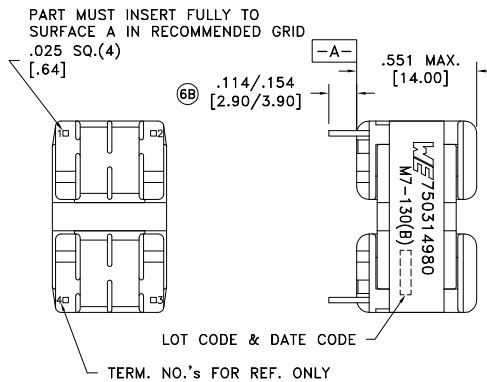 PART MUST INSERT FULLY TO
SURFACE A IN RECOMMENDED GRID
.025 SQ.(4)
[.64]
-A-
.551 MAX.
[14.00]
6B
.114/.154
[2.90/3.90]
1
2
4
3
WE 750314980
M7-130(B)
LOT CODE & DATE CODE
TERM. NO.'s FOR REF. ONLY